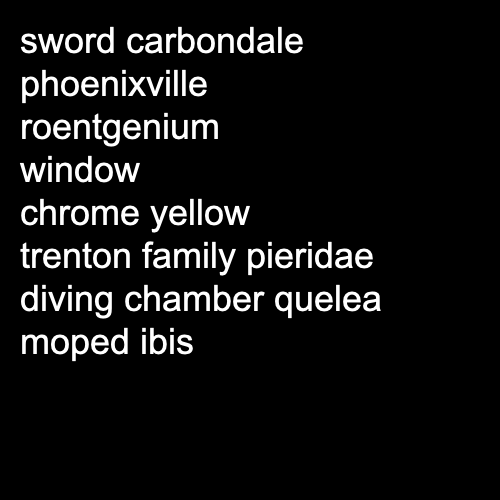 sword carbondale
phoenixville
roentgenium
window
chrome yellow
trenton family pieridae
diving chamber quelea
moped ibis